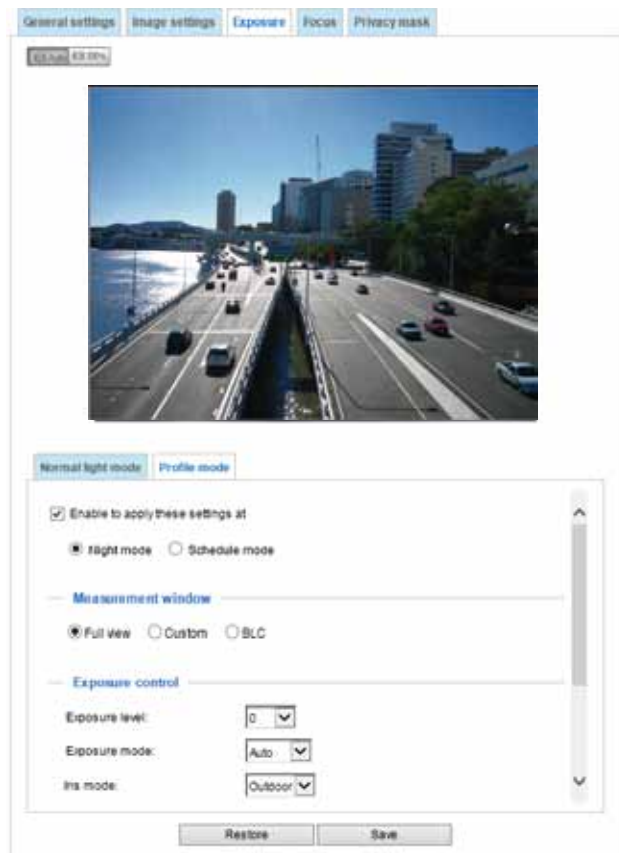 General settings Image settings Exposure Focus Privacy mask
Normal light mode Profile mode
Enable to apply these settings at
Night mode Schedule mode
Measurement window
Full view Custom BLC
Exposure control
Exposure level: 0
Exposure mode: Auto
Iris mode: Outdoor
Restore Save